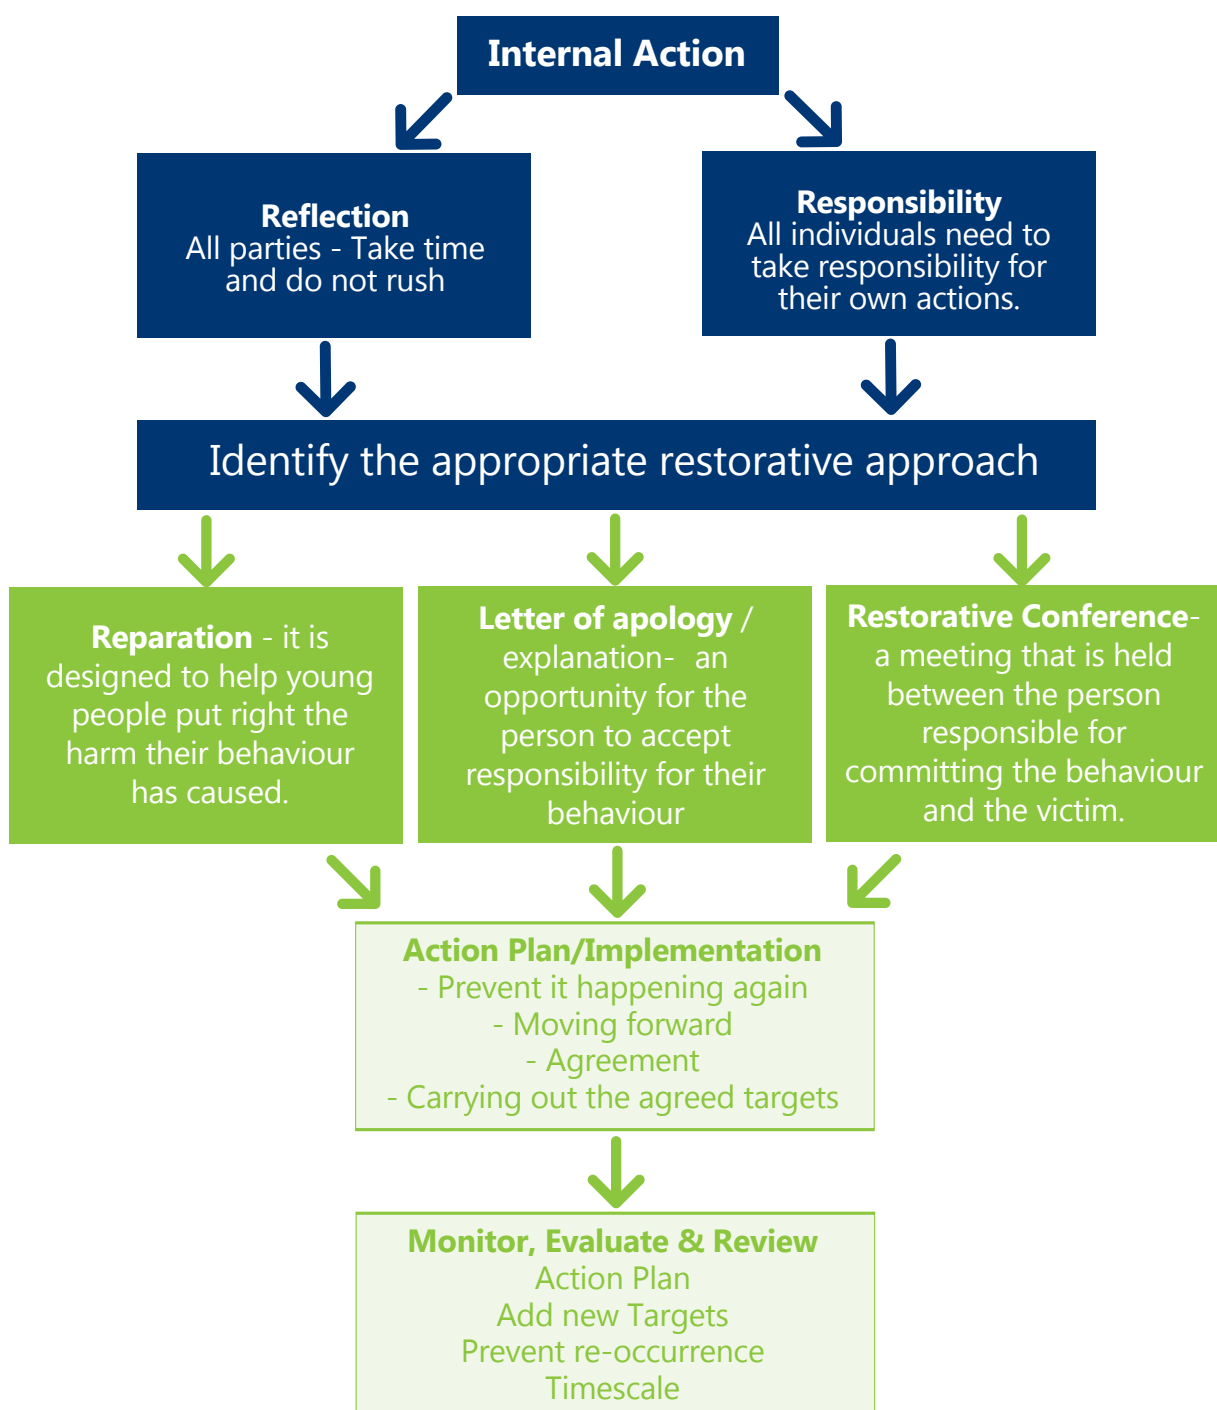 Internal Action
Reflection
All parties - Take time
and do not rush
Responsibility
All individuals need to
take responsibility for
their own actions.
Identify the appropriate restorative approach
Reparation - it is
designed to help young
people put right the
harm their behaviour
has caused.
Letter of apology /
explanation- an
opportunity for the
person to accept
responsibility for their
behaviour
Restorative Conference-
a meeting that is held
between the person
responsible for
committing the behaviour
and the victim.
Action Plan/Implementation
- Prevent it happening again
- Moving forward
- Agreement
- Carrying out the agreed targets
Monitor, Evaluate & Review
Action Plan
Add new Targets
Prevent re-occurrence
Timescale